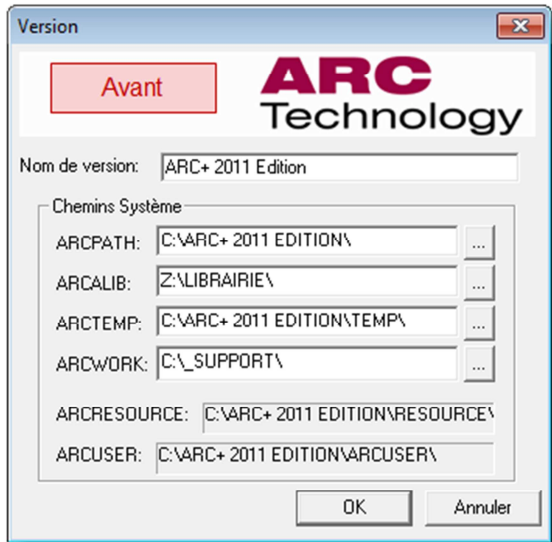 Version
Avant
ARC
Technology
Nom de version: ARC+ 2011 Edition
Chemins Système
ARCPATH: C:\ARC+ 2011 EDITION\ ...
ARCALIB: Z:\LIBRAIRIE\ ...
ARCTEMP: C:\ARC+ 2011 EDITION\TEMP\ ...
ARCWORK: C:\_SUPPORT\ ...
ARCRESOURCE: C:\ARC+ 2011 EDITION\RESOURCE\
ARCUSER: C:\ARC+ 2011 EDITION\ARCUSER\
OK Annuler